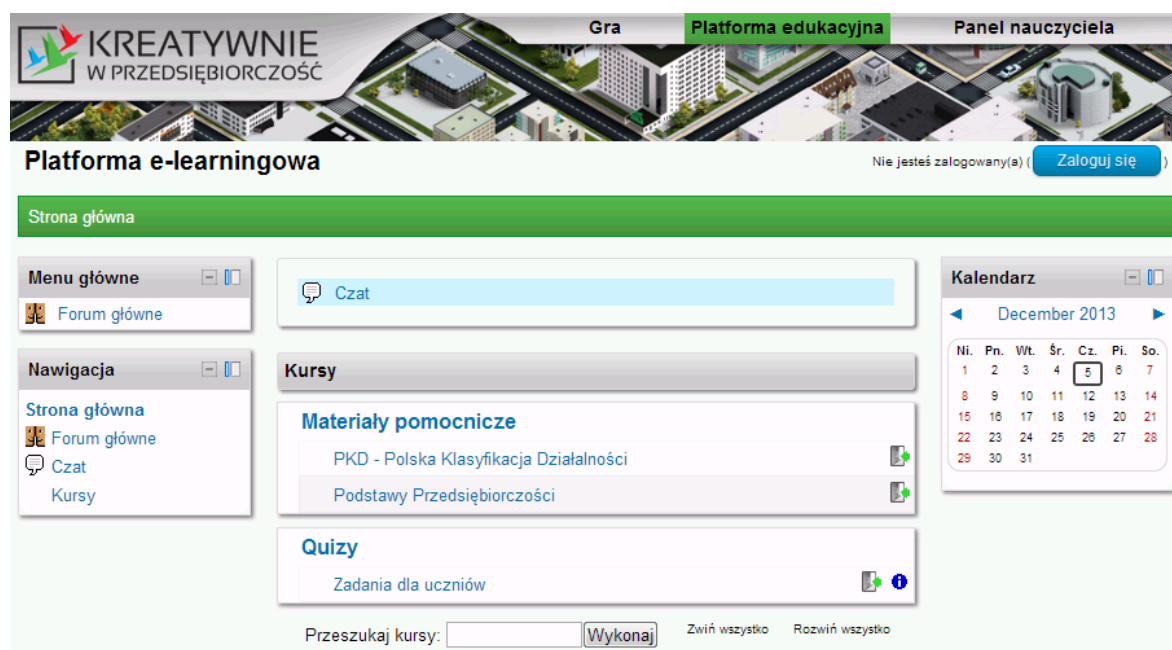 KREATYWNIE
W PRZEDSIĘBIORCZOŚĆ
Gra Platforma edukacyjna Panel nauczyciela
Platforma e-learningowa
Nie jesteś zalogowany(a) ( Zaloguj się )
Strona główna
Menu główne
Forum główne
Nawigacja
Strona główna
Forum główne
Czat
Kursy
Czat
Kursy
Materiały pomocnicze
PKD - Polska Klasyfikacja Działalności
Podstawy Przedsiębiorczości
Quizy
Zadania dla uczniów
Przeszukaj kursy: Wykonaj Zwiń wszystko Rozwiń wszystko
Kalendarz
◄ December 2013 ►
Ni. Pn. Wt. Śr. Cz. Pi. So.
1 2 3 4 5 6 7
8 9 10 11 12 13 14
15 16 17 18 19 20 21
22 23 24 25 26 27 28
29 30 31